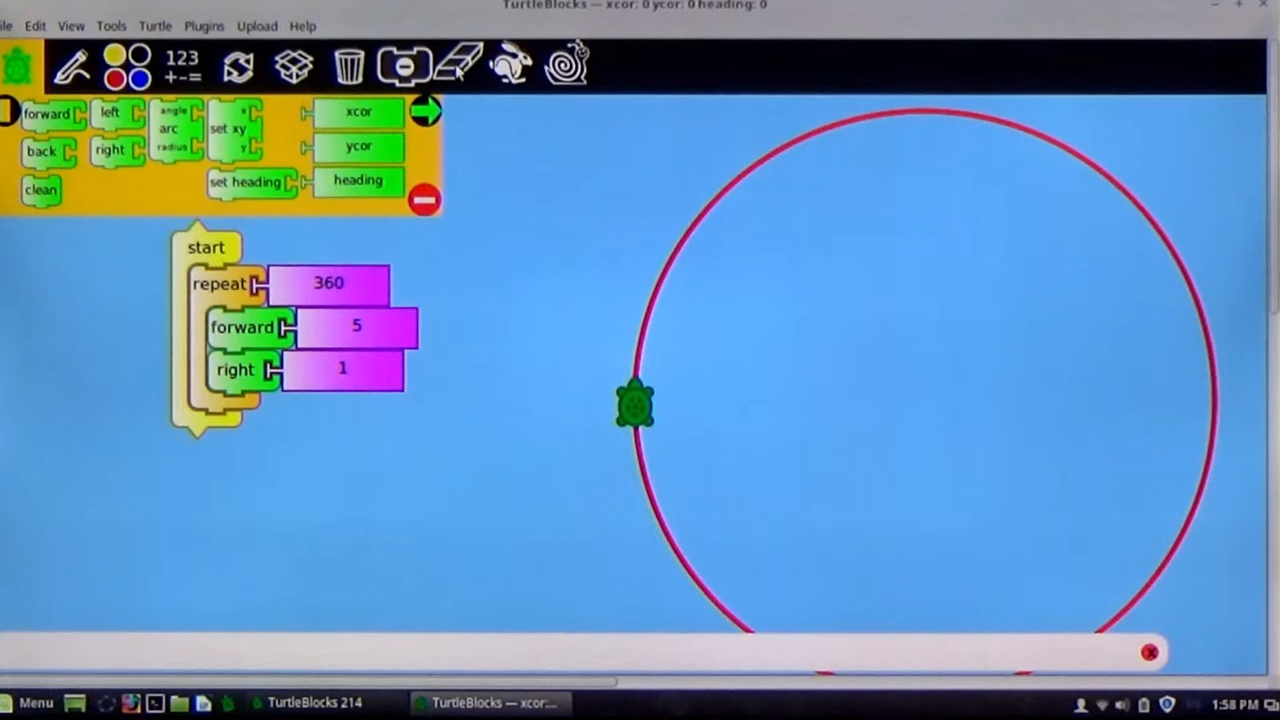 TurtleBlocks — xcor: 0 ycor: 0 heading: 0
ile Edit View Tools Turtle Plugins Upload Help
123
+-=
forward left angle arc radius x set xy y xcor
back right ycor
clean set heading heading
start
repeat 360
forward 5
right 1
Menu TurtleBlocks 214 TurtleBlocks — xcor:... 1:58 PM